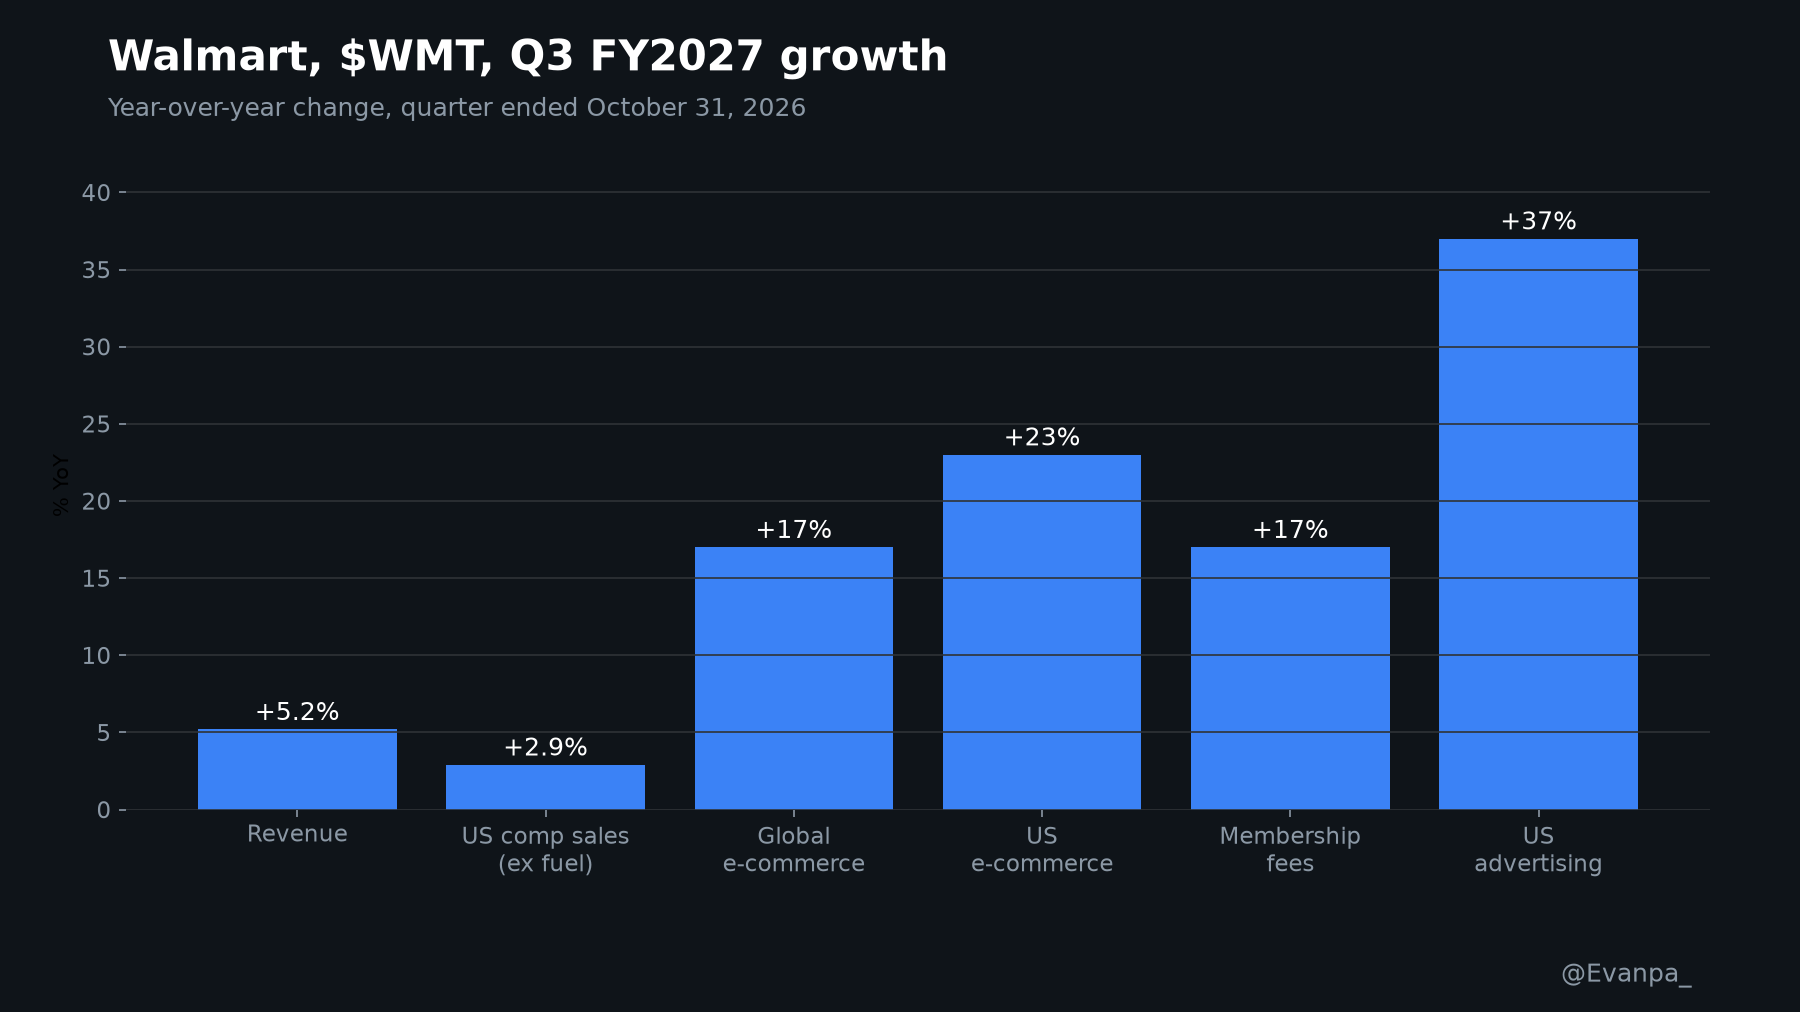 Walmart, $WMT, Q3 FY2027 growth
Year-over-year change, quarter ended October 31, 2026
40
35
30
25
20
15
10
5
0
% YoY
+5.2%
+2.9%
+17%
+23%
+17%
+37%
Revenue
US comp sales
(ex fuel)
Global
e-commerce
US
e-commerce
Membership
fees
US
advertising
@Evanpa_